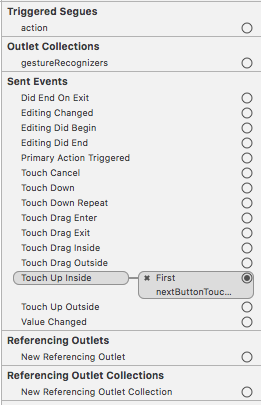 Triggered Segues
action
Outlet Collections
gestureRecognizers
Sent Events
Did End On Exit
Editing Changed
Editing Did Begin
Editing Did End
Primary Action Triggered
Touch Cancel
Touch Down
Touch Down Repeat
Touch Drag Enter
Touch Drag Exit
Touch Drag Inside
Touch Drag Outside
Touch Up Inside ✖ First
nextButtonTouc...
Touch Up Outside
Value Changed
Referencing Outlets
New Referencing Outlet
Referencing Outlet Collections
New Referencing Outlet Collection